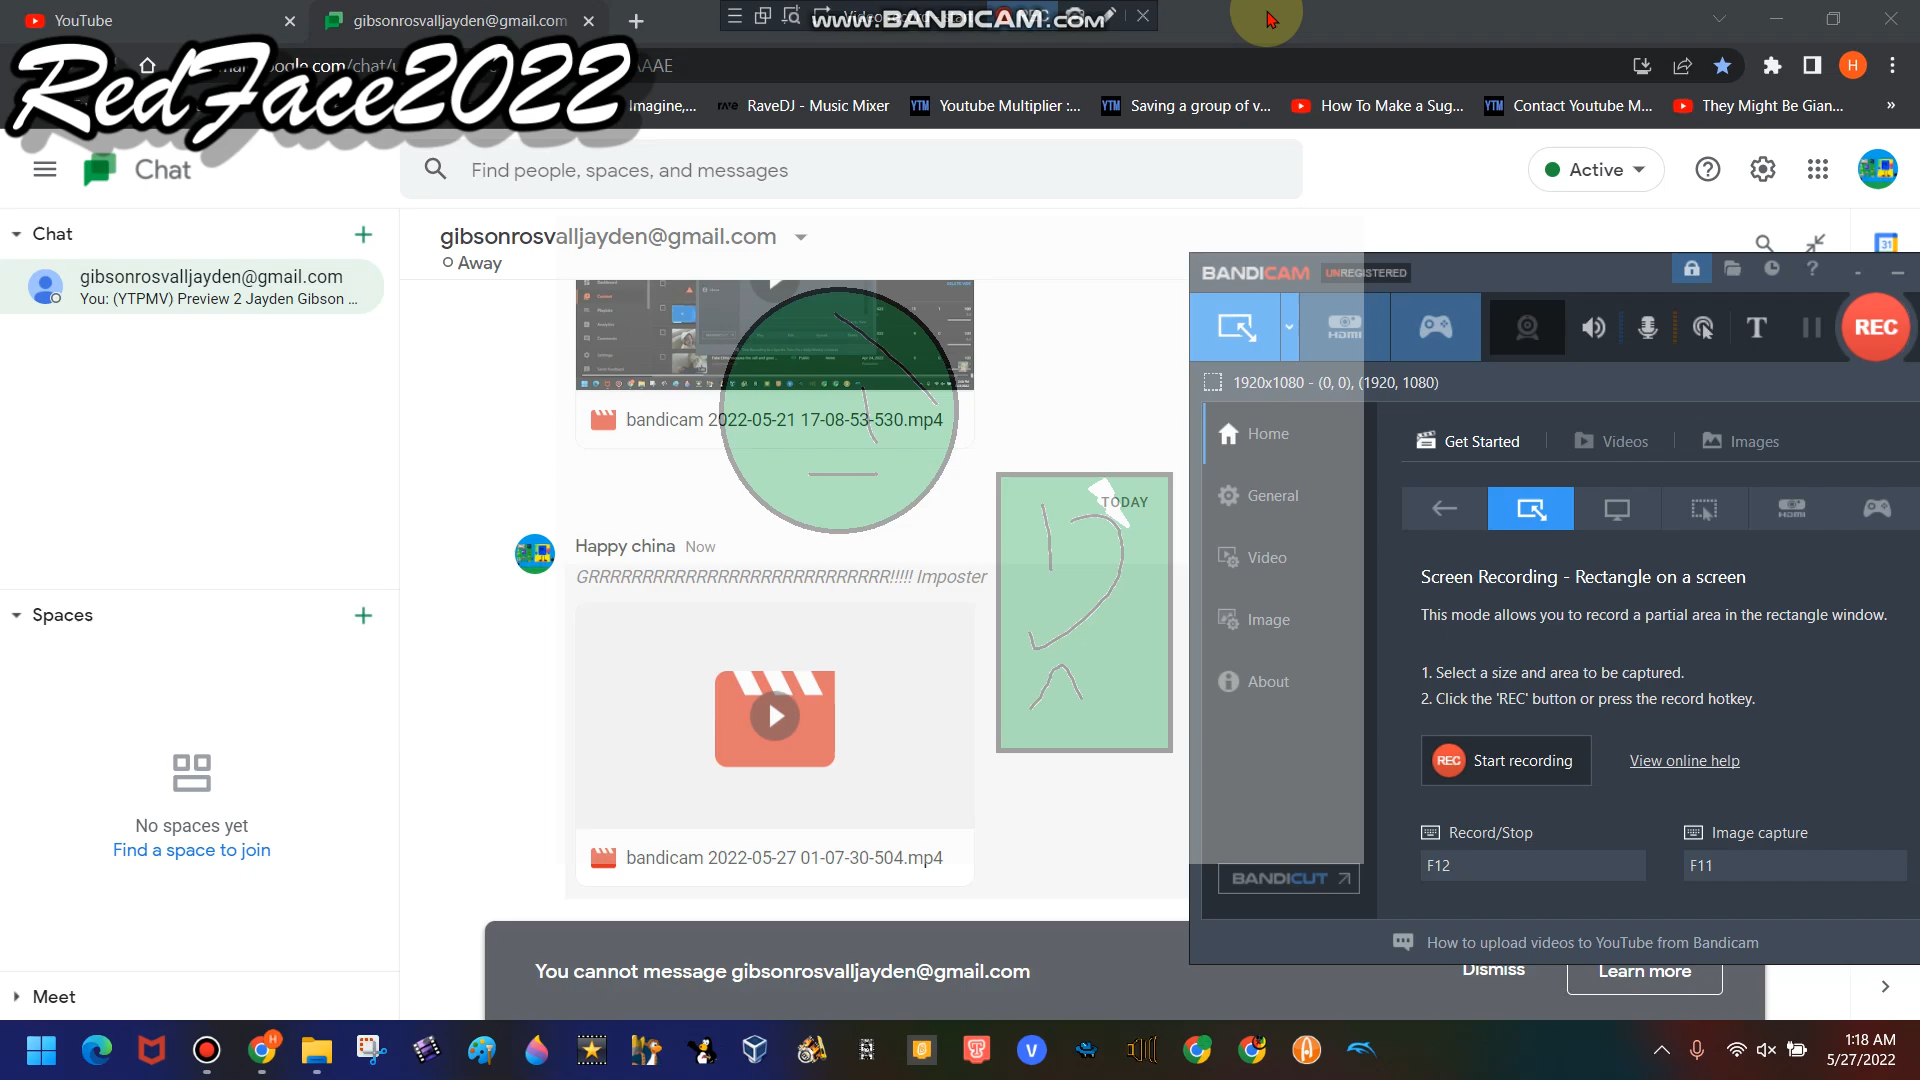 YouTube
gibsonrosvalljayden@gmail.com
www.BANDICAM.com
RedFace2022
AAAE
Imagine,...
RaveDJ - Music Mixer
Youtube Multiplier :...
Saving a group of v...
How To Make a Sug...
Contact Youtube M...
They Might Be Gian...
H
»
Chat
Find people, spaces, and messages
Active
Chat
gibsonrosvalljayden@gmail.com
You: (YTPMV) Preview 2 Jayden Gibson ...
gibsonrosvalljayden@gmail.com
Away
31
bandicam 2022-05-21 17-08-53-530.mp4
TODAY
Happy china Now
GRRRRRRRRRRRRRRRRRRRRRRRRRRR!!!!! Imposter
bandicam 2022-05-27 01-07-30-504.mp4
You cannot message gibsonrosvalljayden@gmail.com
Dismiss
Learn more
Spaces
No spaces yet
Find a space to join
Meet
BANDICAM UNREGISTERED
HDMI
T
REC
1920x1080 - (0, 0), (1920, 1080)
Home
General
Video
Image
About
BANDICUT
Get Started
Videos
Images
HDMI
Screen Recording - Rectangle on a screen
This mode allows you to record a partial area in the rectangle window.
1. Select a size and area to be captured.
2. Click the 'REC' button or press the record hotkey.
REC Start recording
View online help
Record/Stop
F12
Image capture
F11
How to upload videos to YouTube from Bandicam
1:18 AM
5/27/2022